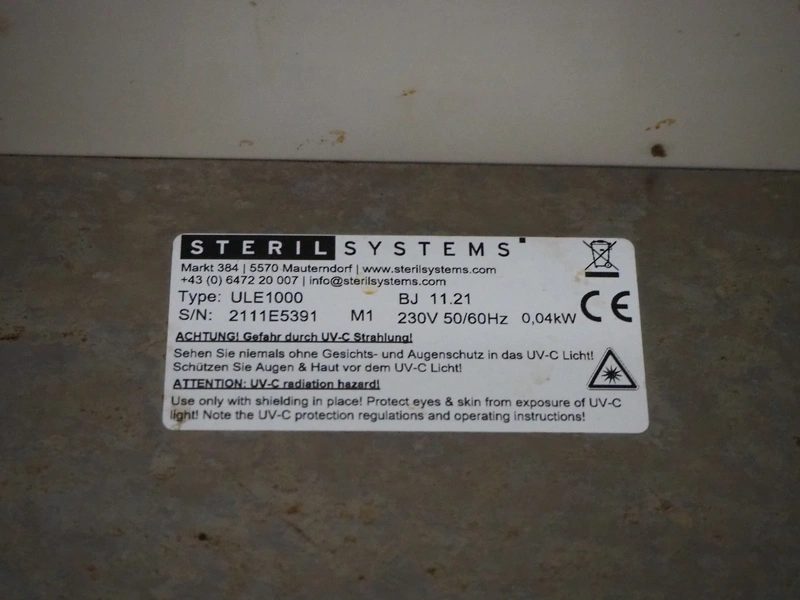 STERIL SYSTEMS
Markt 384 | 5570 Mauterndorf | www.sterilsystems.com
+43 (0) 6472 20 007 | info@sterilsystems.com
Type: ULE1000 BJ 11.21
S/N: 2111E5391 M1 230V 50/60Hz 0,04kW
CE
ACHTUNG! Gefahr durch UV-C Strahlung!
Sehen Sie niemals ohne Gesichts- und Augenschutz in das UV-C Licht!
Schützen Sie Augen & Haut vor dem UV-C Licht!
ATTENTION: UV-C radiation hazard!
Use only with shielding in place! Protect eyes & skin from exposure of UV-C
light! Note the UV-C protection regulations and operating instructions!